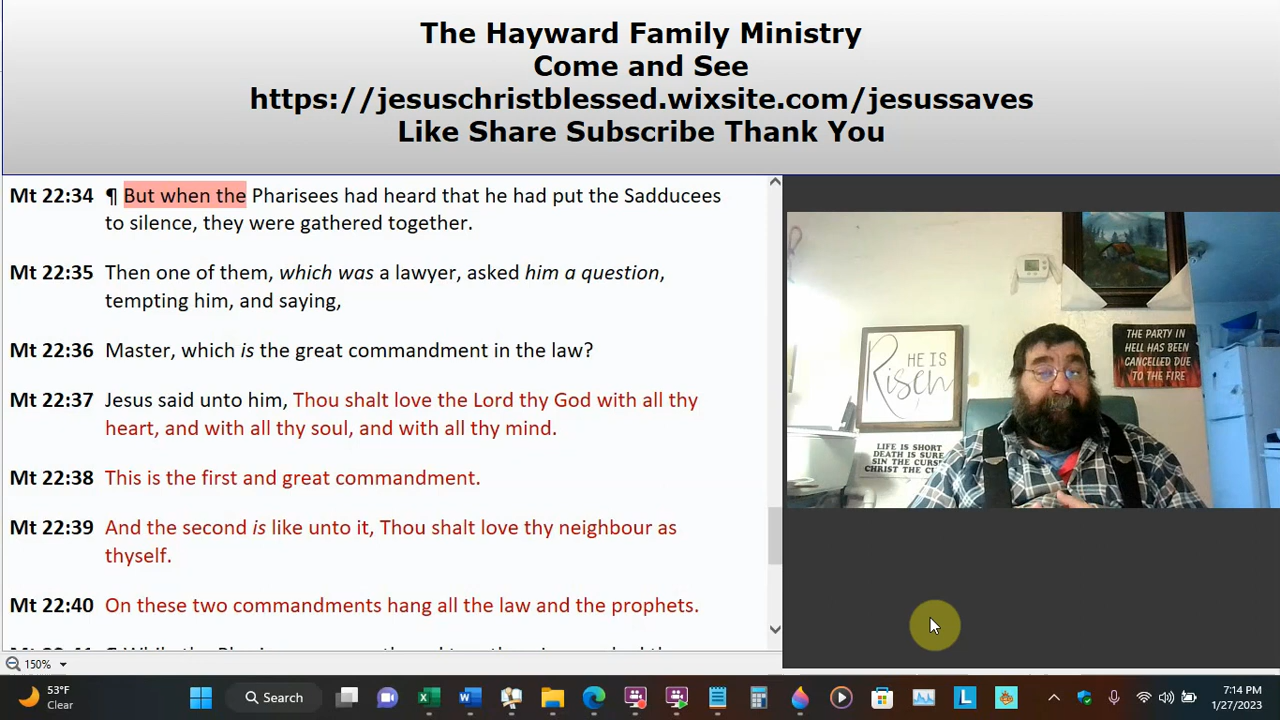 The Hayward Family Ministry
Come and See
https://jesuschristblessed.wixsite.com/jesussaves
Like Share Subscribe Thank You
Mt 22:34 ¶ But when the Pharisees had heard that he had put the Sadducees
to silence, they were gathered together.
Mt 22:35 Then one of them, which was a lawyer, asked him a question,
tempting him, and saying,
Mt 22:36 Master, which is the great commandment in the law?
Mt 22:37 Jesus said unto him, Thou shalt love the Lord thy God with all thy
heart, and with all thy soul, and with all thy mind.
Mt 22:38 This is the first and great commandment.
Mt 22:39 And the second is like unto it, Thou shalt love thy neighbour as
thyself.
Mt 22:40 On these two commandments hang all the law and the prophets.
HE IS
Risen
THE PARTY IN
HELL HAS BEEN
CANCELLED DUE
TO THE FIRE.
LIFE IS SHORT
DEATH IS SURE
SIN THE CURSE
CHRIST THE
150%
53°F
Clear
Search
7:14 PM
1/27/2023